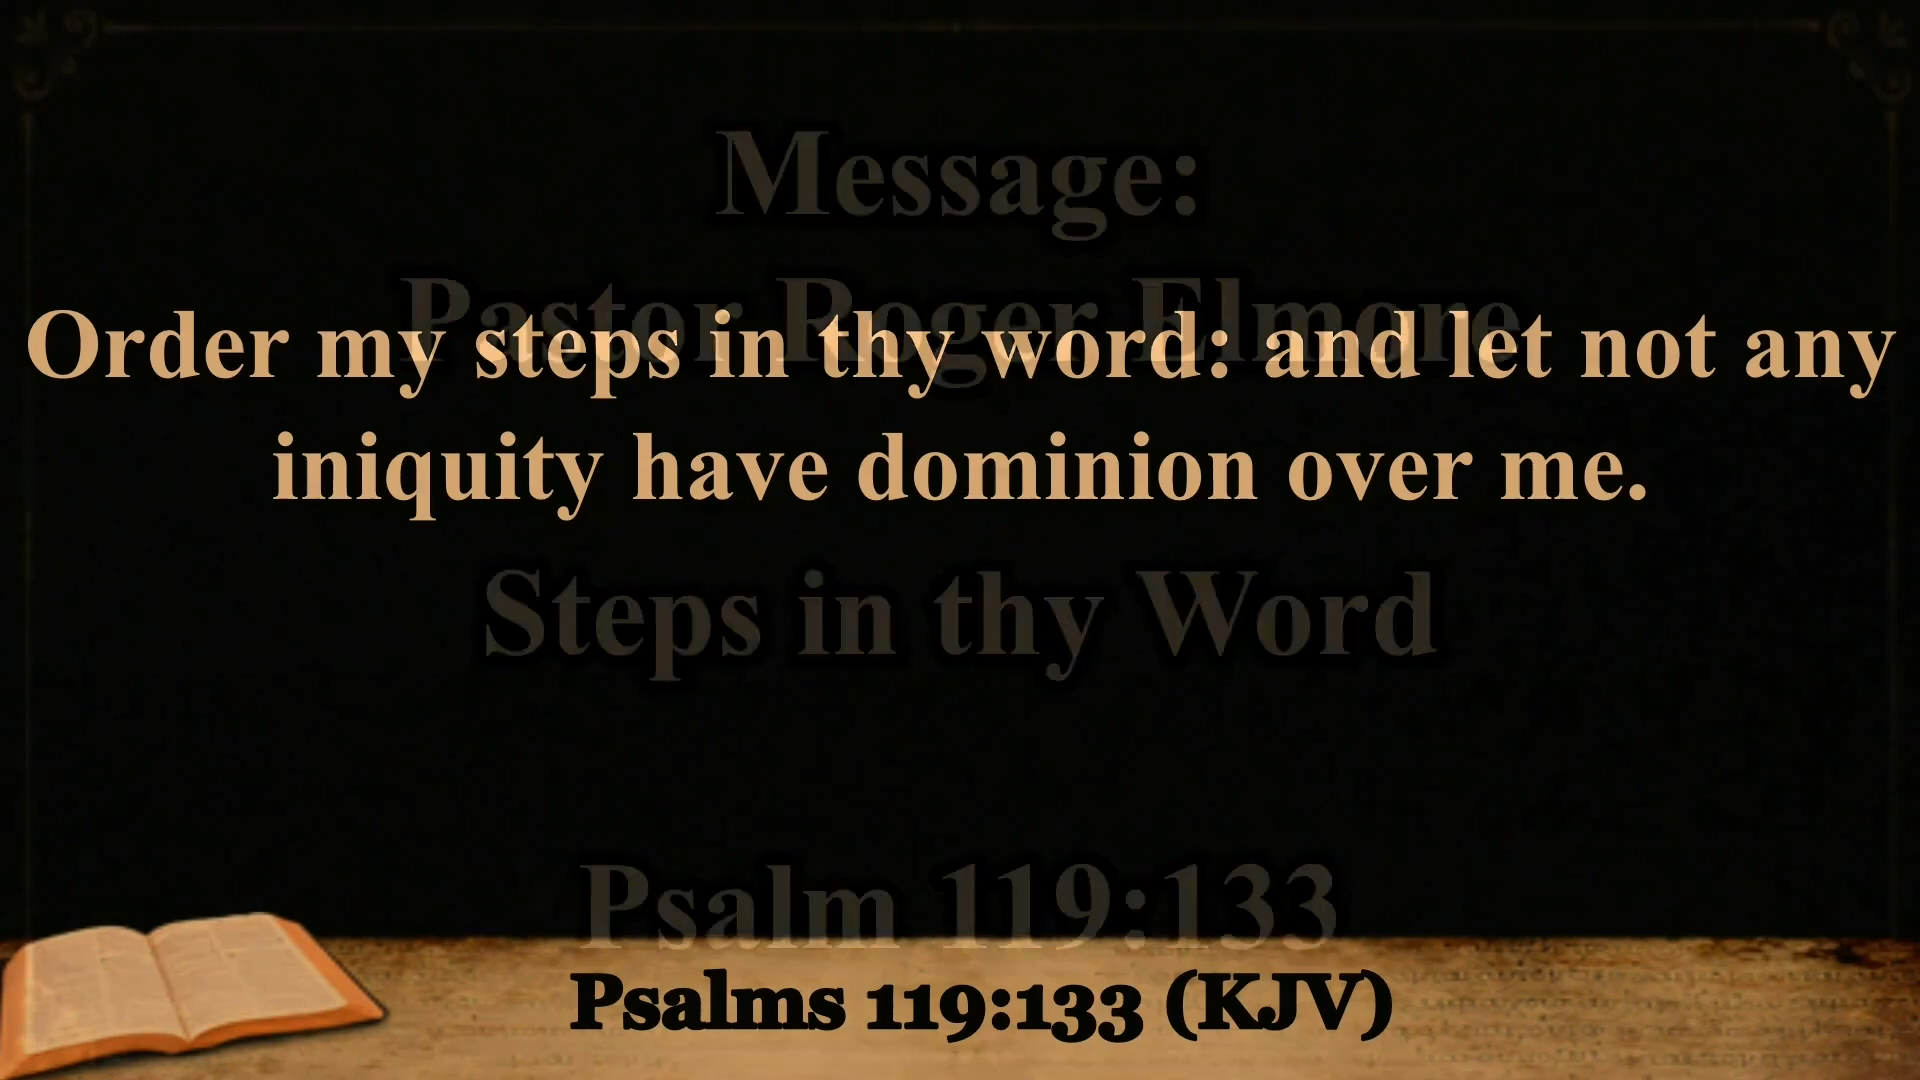 Message:
Pastor Roger Elmore
Order my steps in thy word: and let not any
iniquity have dominion over me.
Steps in thy Word
Psalm 119:133
Psalms 119:133 (KJV)